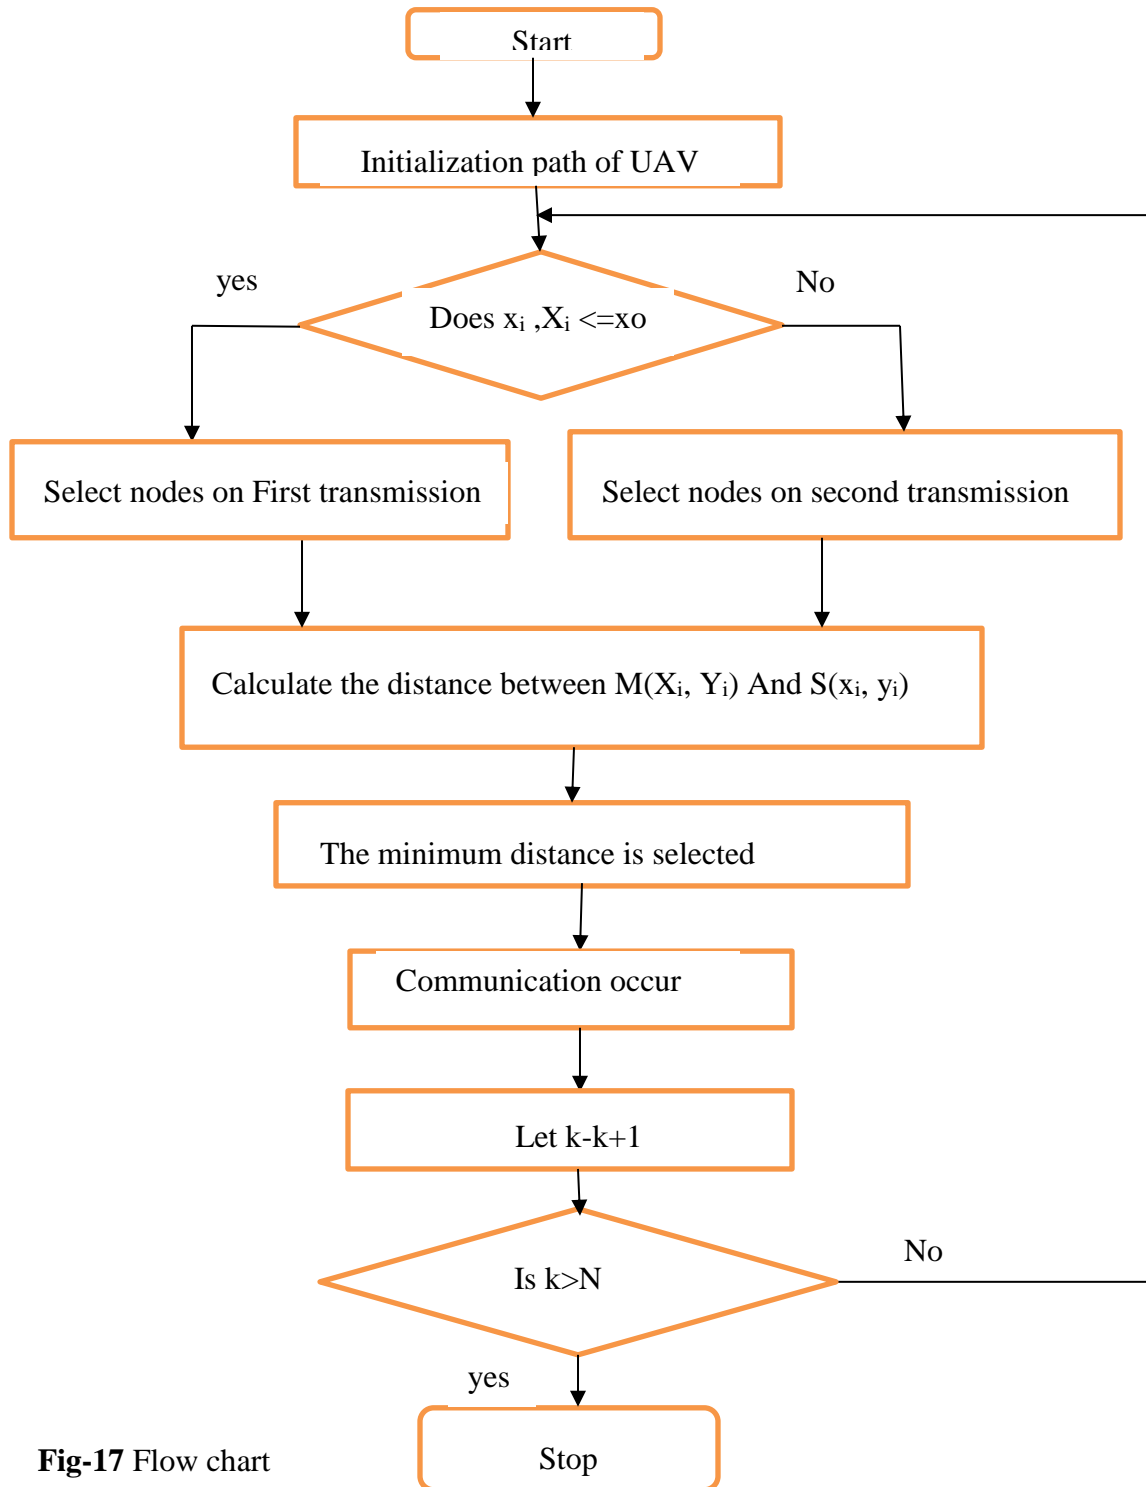 Start
Initialization path of UAV
yes
No
Does xᵢ ,Xᵢ <=xo
Select nodes on First transmission
Select nodes on second transmission
Calculate the distance between M(Xᵢ, Yᵢ) And S(xᵢ, yᵢ)
The minimum distance is selected
Communication occur
Let k-k+1
Is k>N
No
yes
Stop
Fig-17 Flow chart